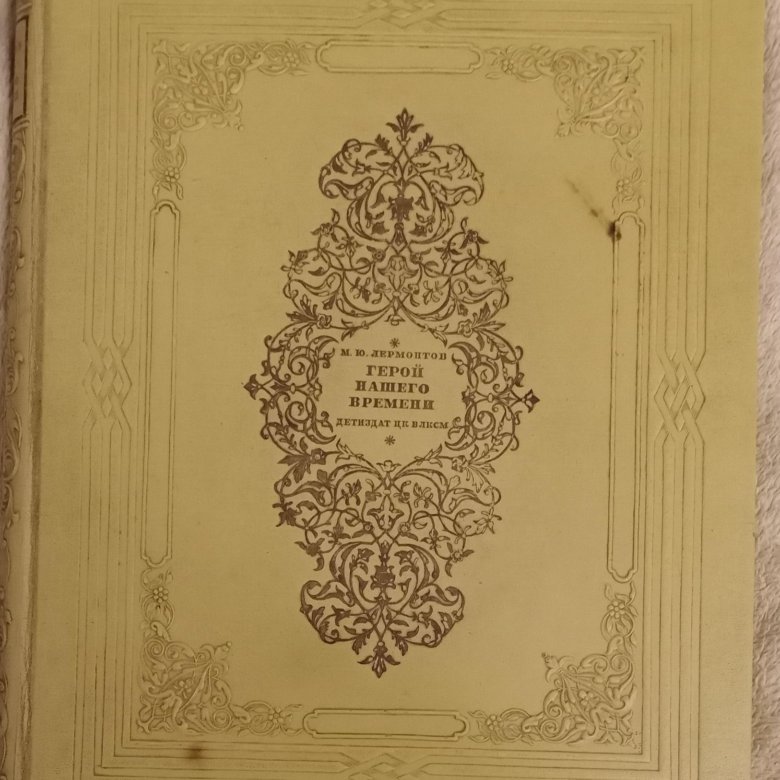 М. Ю. ЛЕРМОНТОВ
ГЕРОЙ
НАШЕГО
ВРЕМЕНИ
ДЕТИЗДАТ ЦК ВЛКСМ